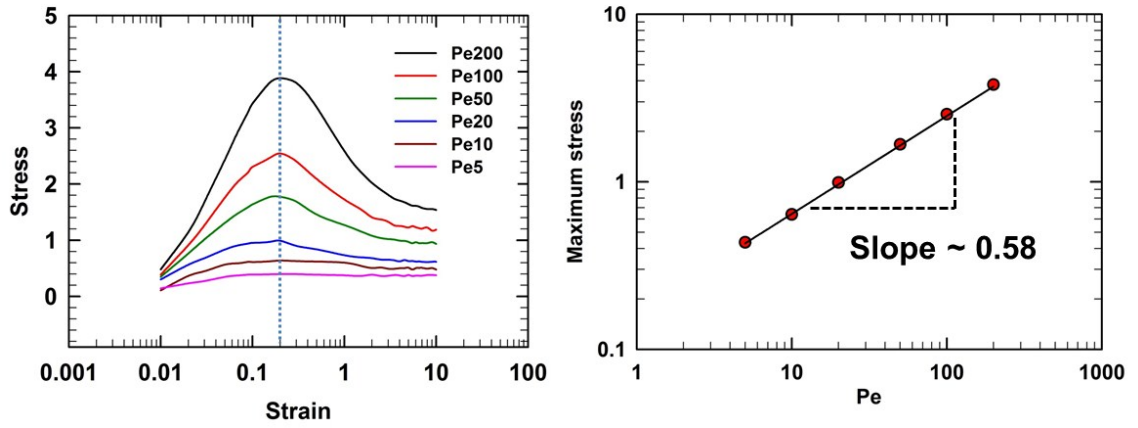 5
4
3
2
1
0
Stress
0.001 0.01 0.1 1 10 100
Strain
Pe200
Pe100
Pe50
Pe20
Pe10
Pe5
10
1
0.1
Maximum stress
1 10 100 1000
Pe
Slope ~ 0.58